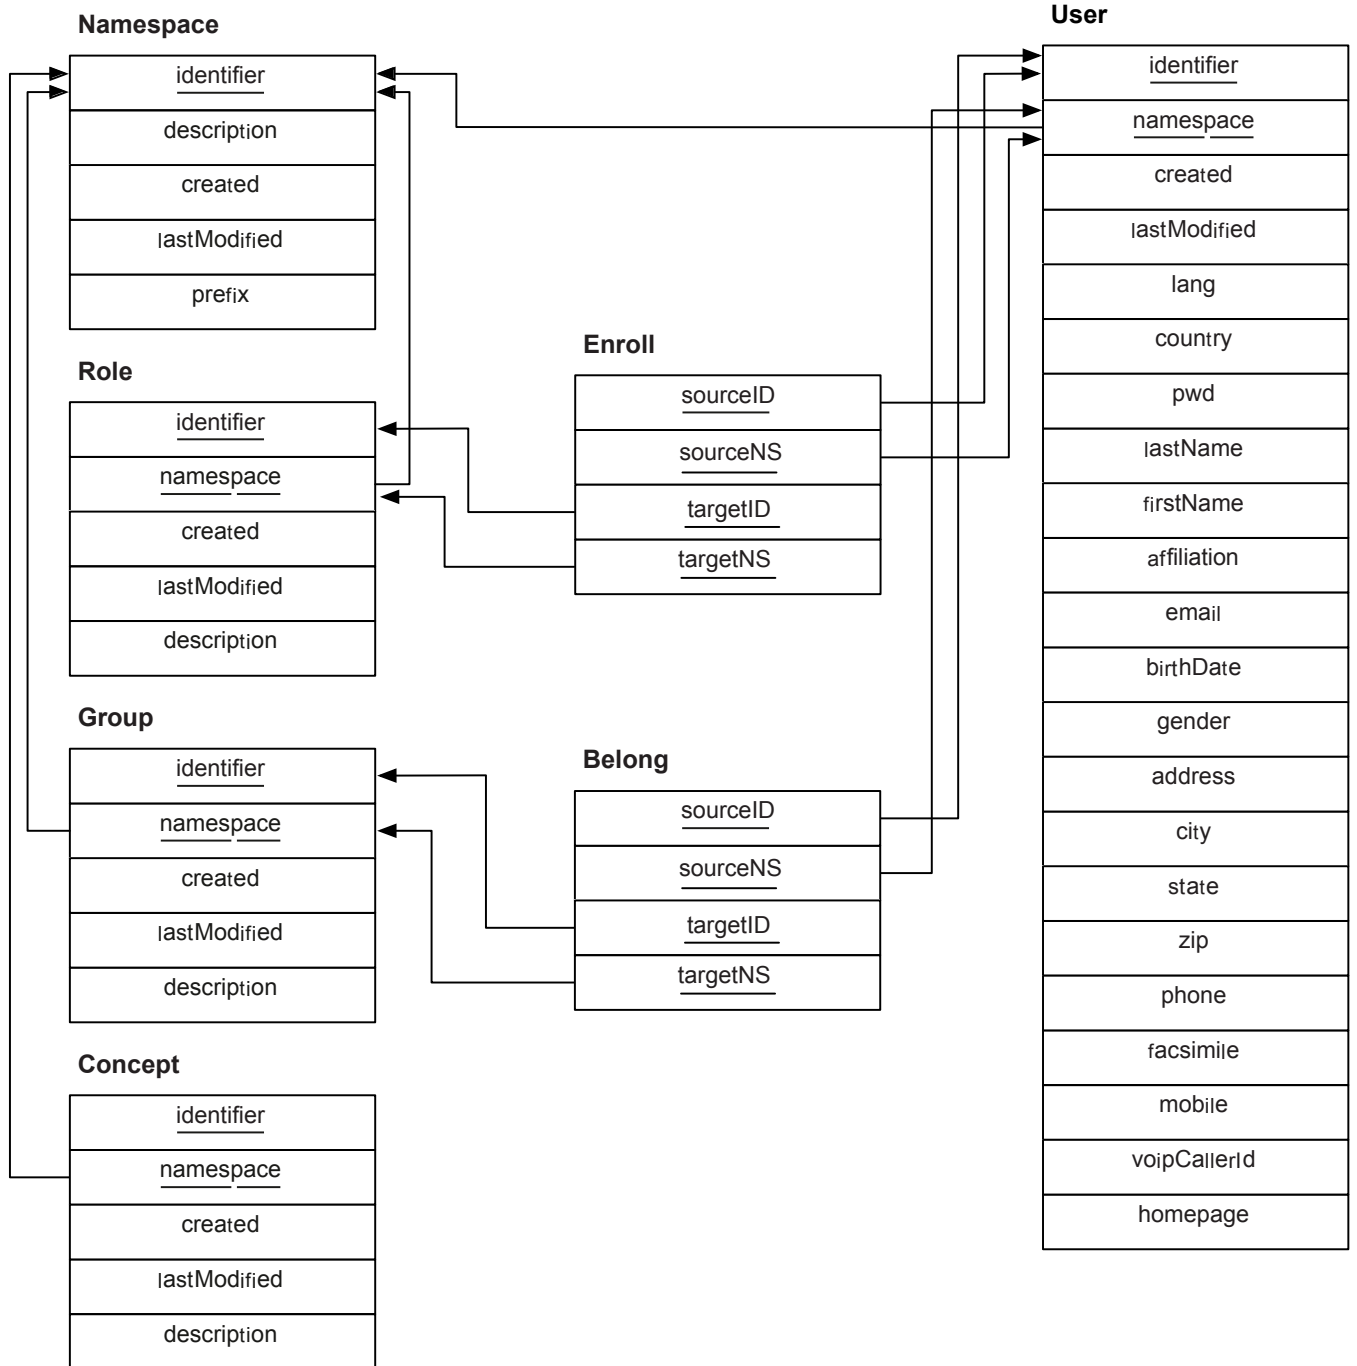 Namespace
identifier
description
created
lastModified
prefix
Role
identifier
namespace
created
lastModified
description
Group
identifier
namespace
created
lastModified
description
Concept
identifier
namespace
created
lastModified
description
Enroll
sourceID
sourceNS
targetID
targetNS
Belong
sourceID
sourceNS
targetID
targetNS
User
identifier
namespace
created
lastModified
lang
country
pwd
lastName
firstName
affiliation
email
birthDate
gender
address
city
state
zip
phone
facsimile
mobile
voipCallerId
homepage